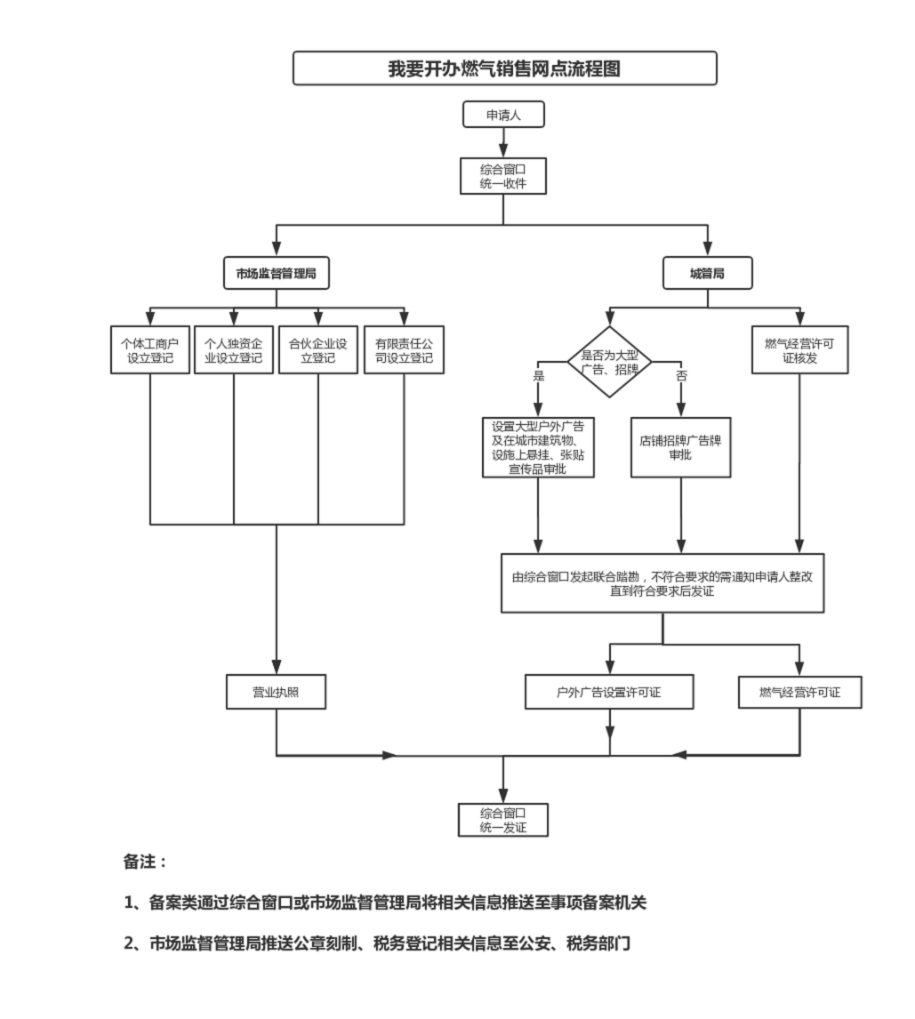 我要开办燃气销售网点流程图
申请人
综合窗口
统一收件
市场监督管理局
城管局
个体工商户
设立登记
个人独资企
业设立登记
合伙企业设
立登记
有限责任公
司设立登记
是否为大型
广告、招牌
燃气经营许可
证核发
是
否
设置大型户外广告
及在城市建筑物、
设施上悬挂、张贴
宣传品审批
店铺招牌广告牌
审批
由综合窗口发起联合踏勘，不符合要求的需通知申请人整改
直到符合要求后发证
营业执照
户外广告设置许可证
燃气经营许可证
综合窗口
统一发证
备注：
1、备案类通过综合窗口或市场监督管理局将相关信息推送至事项备案机关
2、市场监督管理局推送公章刻制、税务登记相关信息至公安、税务部门